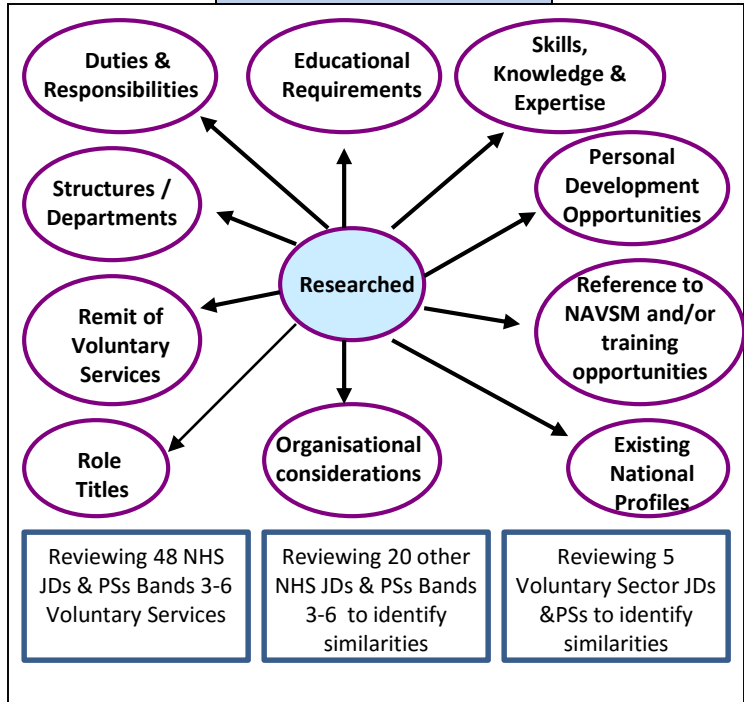 Duties &
Responsibilities
Educational
Requirements
Skills,
Knowledge &
Expertise
Structures /
Departments
Personal
Development
Opportunities
Researched
Remit of
Voluntary
Services
Reference to
NAVSM and/or
training
opportunities
Role
Titles
Organisational
considerations
Existing
National
Profiles
Reviewing 48 NHS
JDs & PSs Bands 3-6
Voluntary Services
Reviewing 20 other
NHS JDs & PSs Bands
3-6 to identify
similarities
Reviewing 5
Voluntary Sector JDs
&PSs to identify
similarities